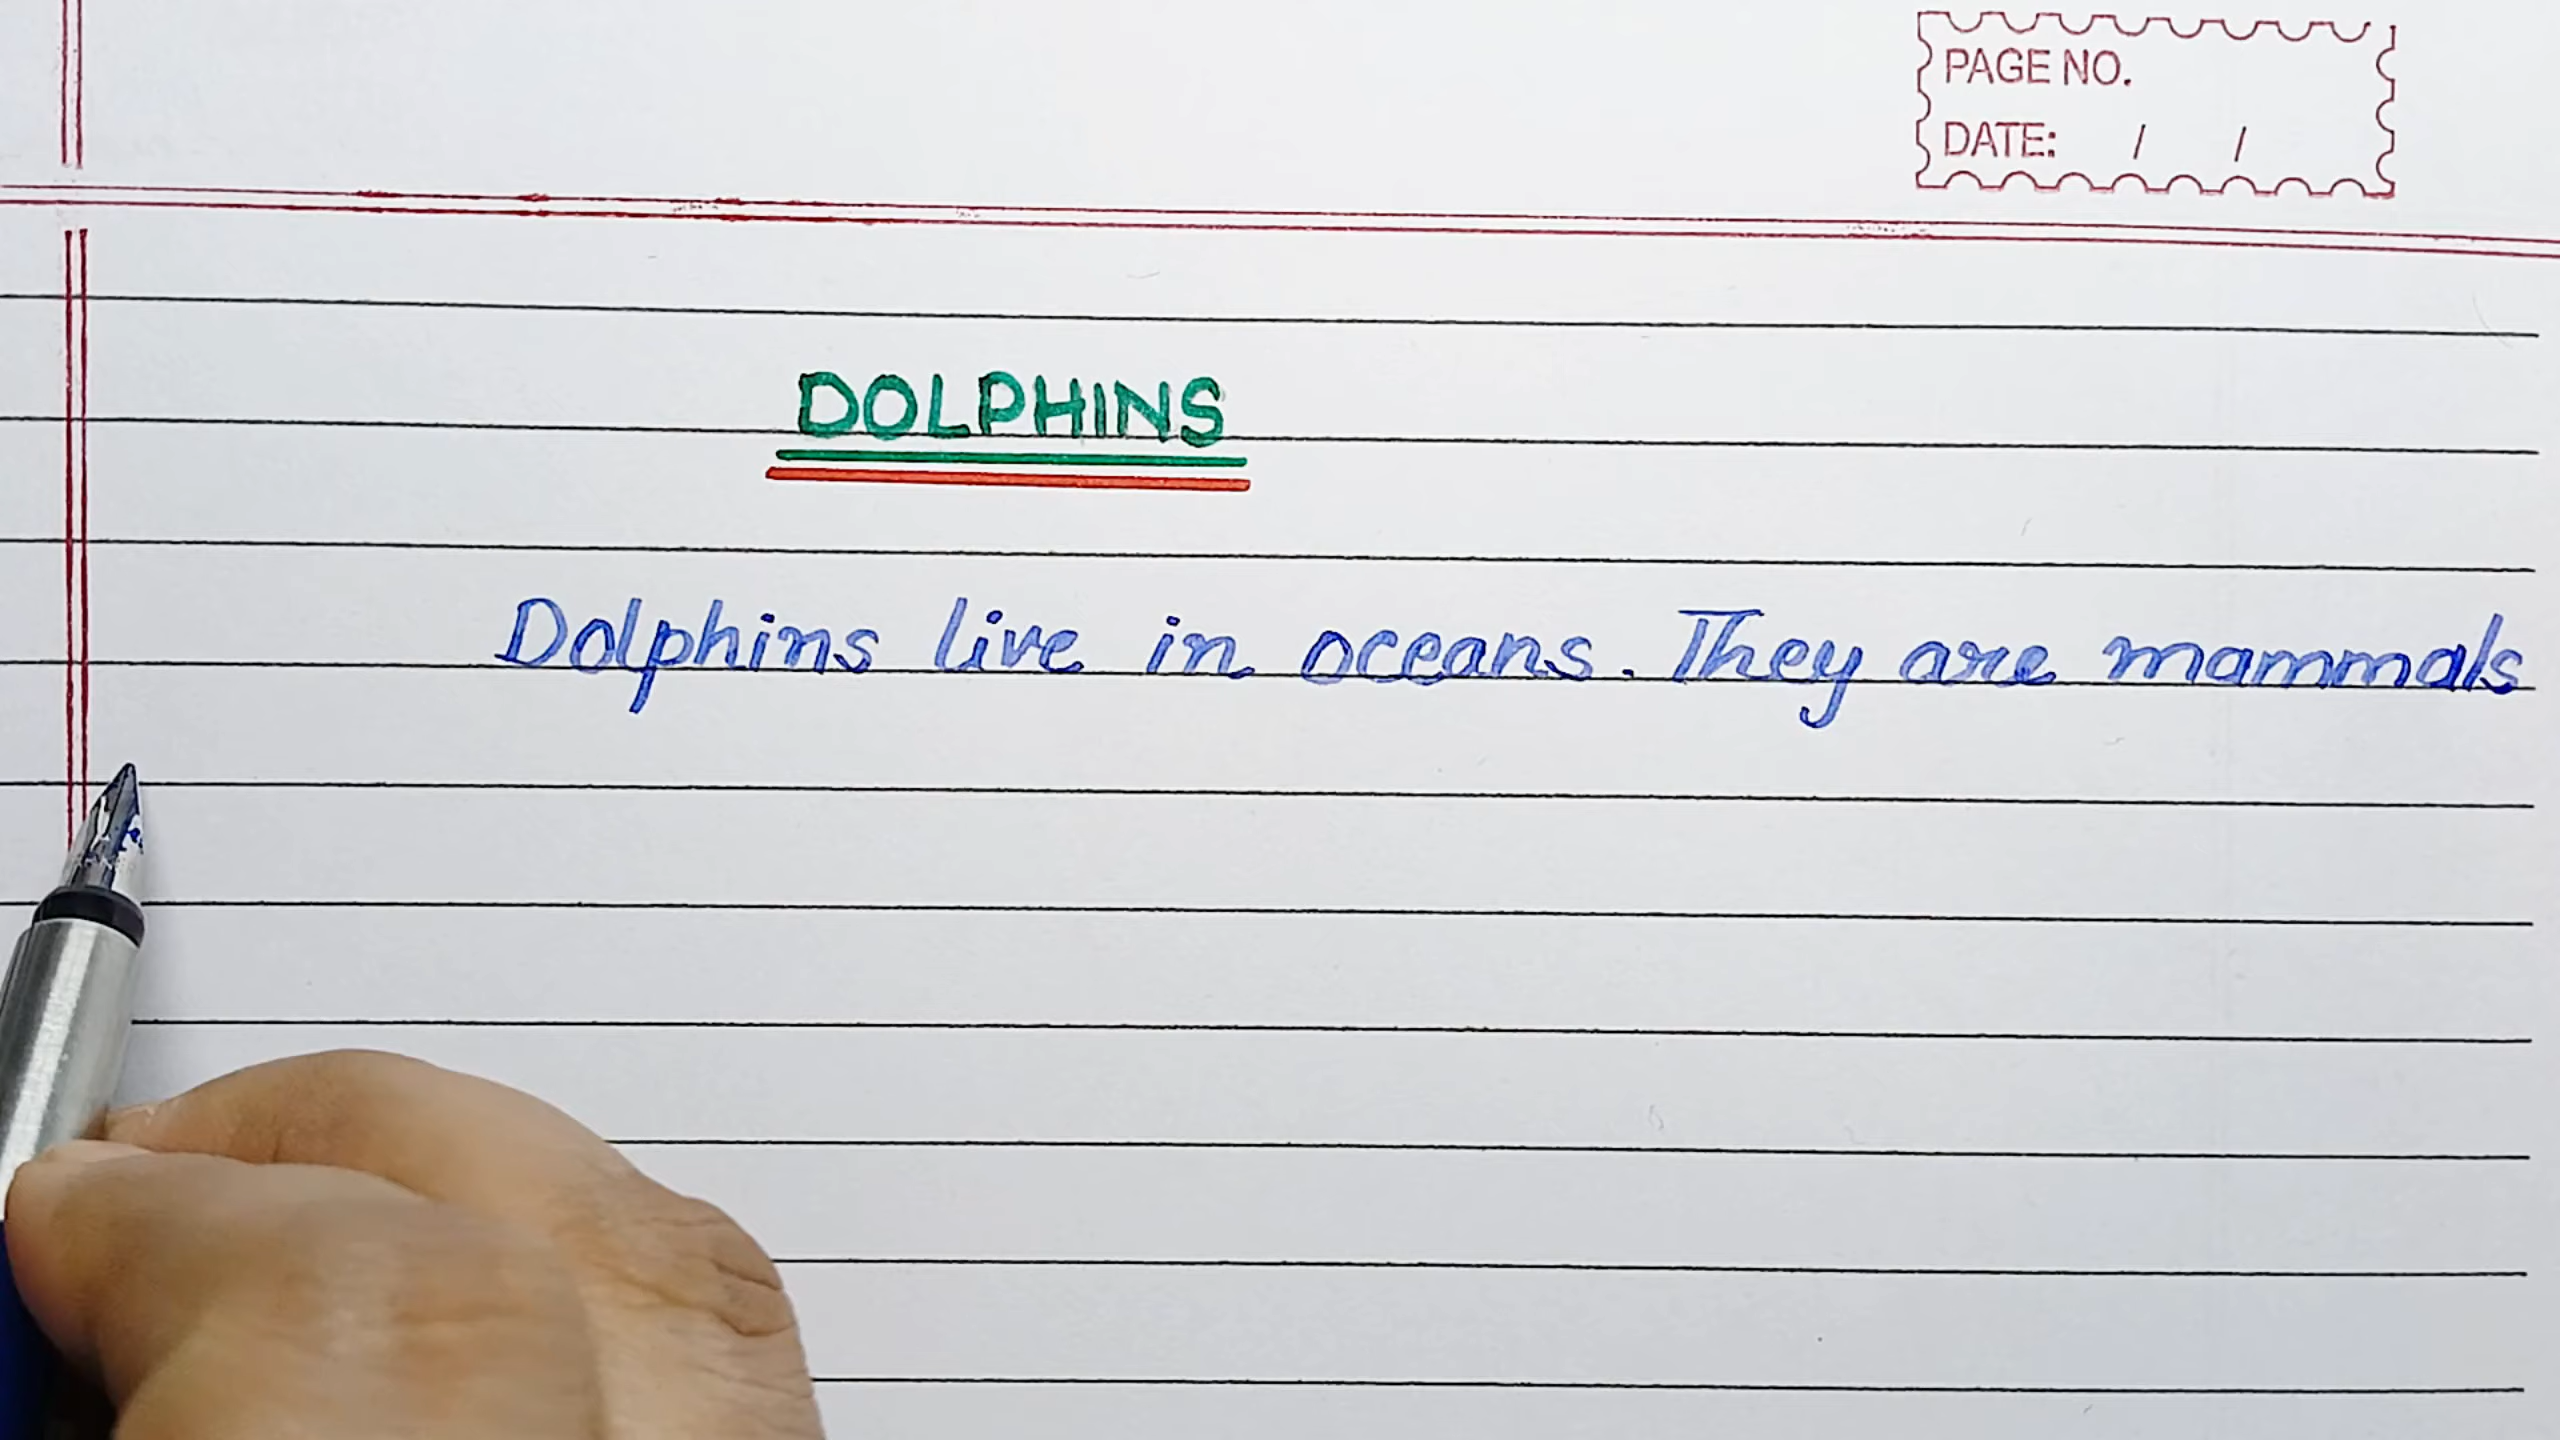 PAGE NO.
DATE: / /
DOLPHINS
Dolphins live in oceans. They are mammals